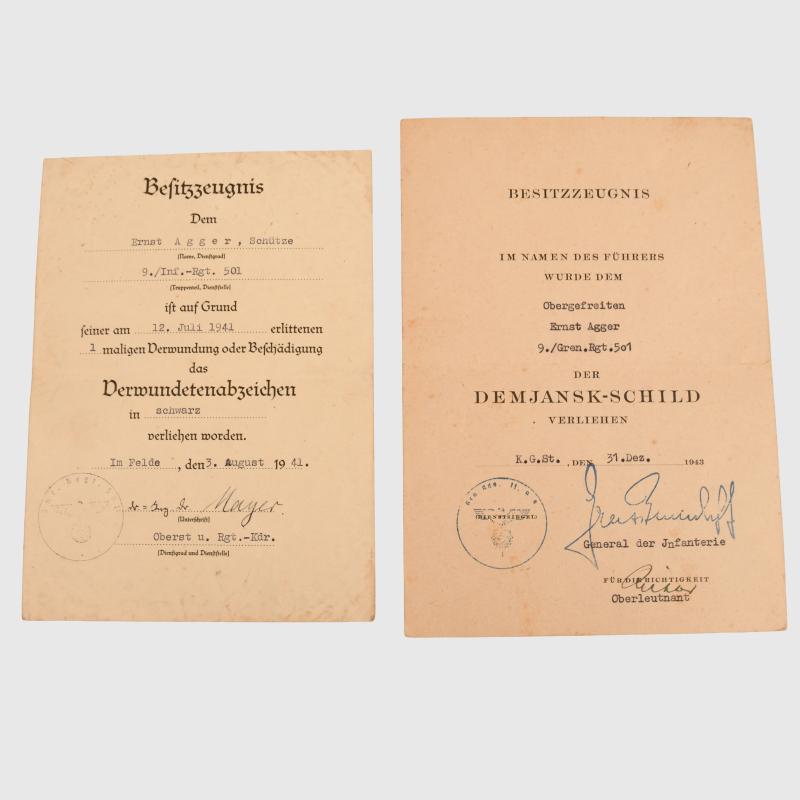 Besitzzeugnis
Dem
Ernst A g g e r , Schütze
(Name, Dienstgrad)
9./Inf.-Rgt. 501
(Truppenteil, Dienststelle)
ist auf Grund
seiner am 12. Juli 1941 erlittenen
1 maligen Verwundung oder Beschädigung
das
Verwundetenabzeichen
in schwarz
verliehen worden.
Im Felde , den 3. August 1941.
Mayer
(Unterschrift)
Oberst u. Rgt.-Kdr.
(Dienstgrad und Dienststelle)
BESITZZEUGNIS
IM NAMEN DES FÜHRERS
WURDE DEM
Obergefreiten
Ernst Agger
9./Gren.Rgt.501
DER
DEMJANSK-SCHILD
VERLIEHEN
K.G.St. , DEN 31.Dez. 1943
(DIENSTSIEGEL)
General der Jnfanterie
FÜR DIE RICHTIGKEIT
Oberleutnant